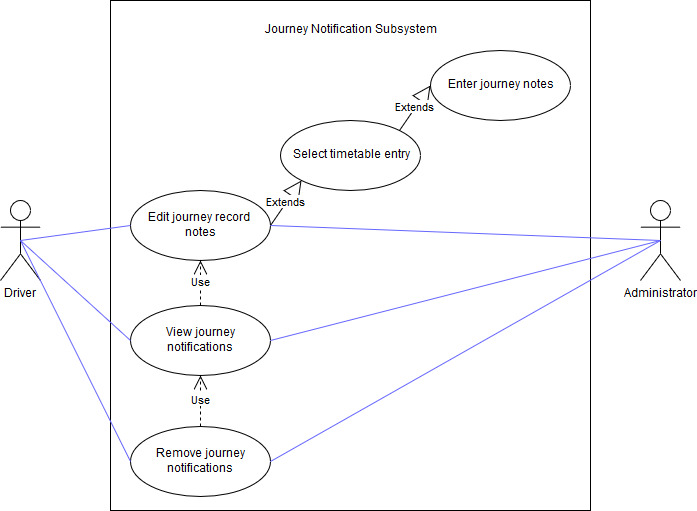 Journey Notification Subsystem
Enter journey notes
Extends
Select timetable entry
Extends
Edit journey record
notes
Use
Driver
Administrator
View journey
notifications
Use
Remove journey
notifications